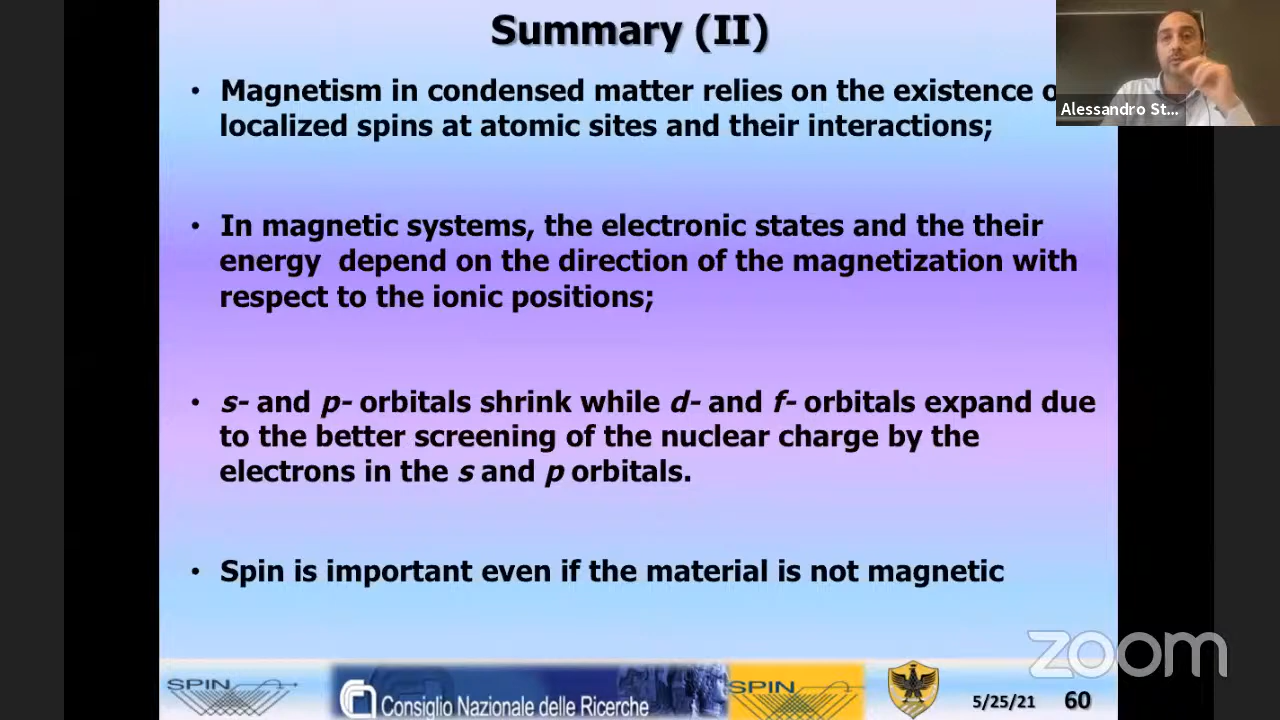 Summary (II)
• Magnetism in condensed matter relies on the existence o
localized spins at atomic sites and their interactions;
• In magnetic systems, the electronic states and the their
energy depend on the direction of the magnetization with
respect to the ionic positions;
• s- and p- orbitals shrink while d- and f- orbitals expand due
to the better screening of the nuclear charge by the
electrons in the s and p orbitals.
• Spin is important even if the material is not magnetic
Alessandro St...
zoom
SPIN
Consiglio Nazionale delle Ricerche
SPIN
5/25/21
60